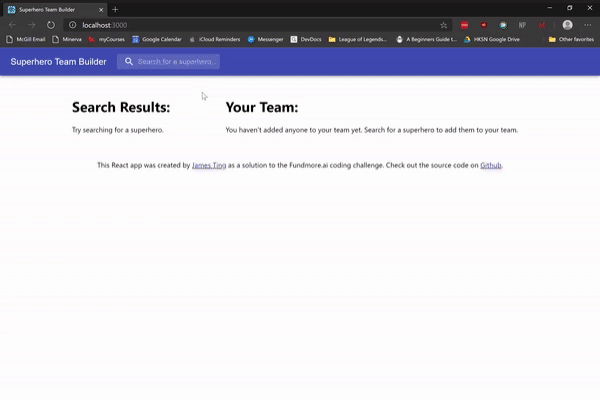 Superhero Team Builder
localhost:3000
McGill Email Minerva myCourses Google Calendar iCloud Reminders Messenger DevDocs League of Legends... A Beginners Guide t... HKSN Google Drive Other favorites
Superhero Team Builder Search for a superhero...
Search Results: Your Team:
Try searching for a superhero. You haven't added anyone to your team yet. Search for a superhero to add them to your team.
This React app was created by James Ting as a solution to the Fundmore.ai coding challenge. Check out the source code on Github.